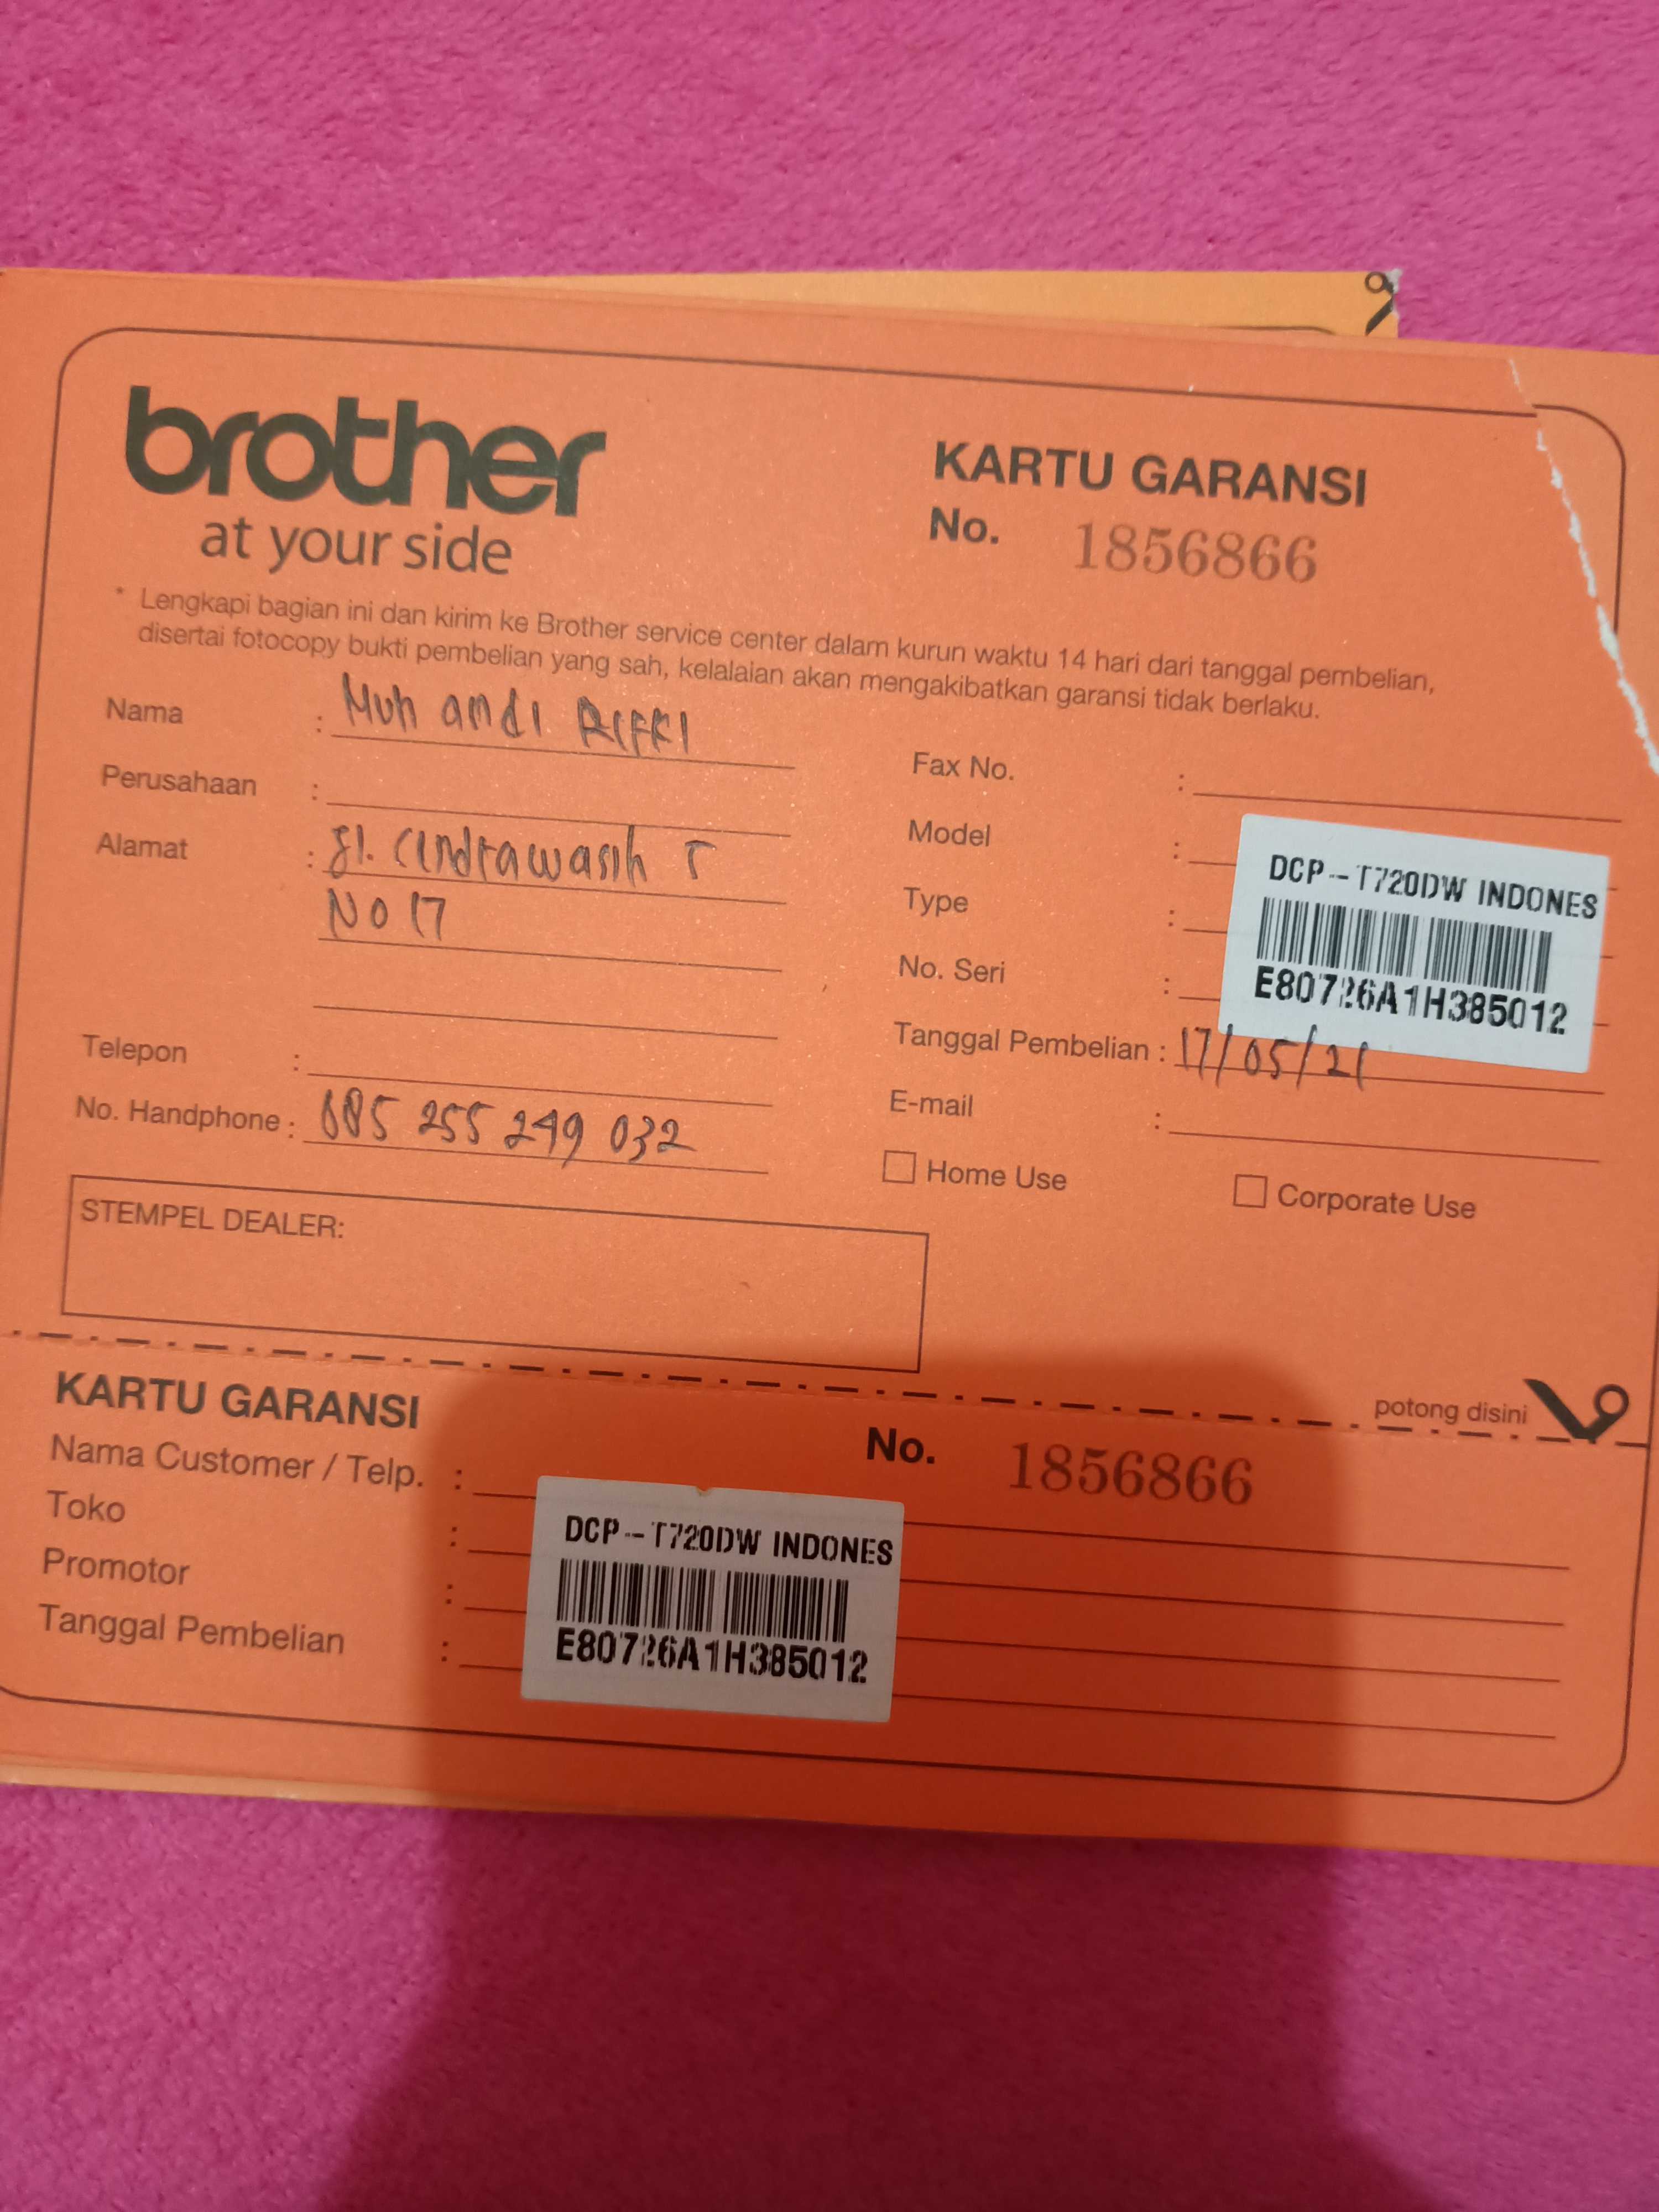 brother
at your side
KARTU GARANSI
No. 1856866
* Lengkapi bagian ini dan kirim ke Brother service center dalam kurun waktu 14 hari dari tanggal pembelian,
disertai fotocopy bukti pembelian yang sah, kelalaian akan mengakibatkan garansi tidak berlaku.
Nama : Muh andi RIFKI
Perusahaan :
Alamat : Jl. Cindrawasih
No 17
Telepon :
No. Handphone : 085 255 249 032
Fax No. :
Model :
Type :
No. Seri :
DCP-T720DW INDONES
E80726A1H385012
Tanggal Pembelian : 17/05/21
E-mail :
Home Use
Corporate Use
STEMPEL DEALER:
potong disini
KARTU GARANSI
No. 1856866
Nama Customer / Telp. :
Toko :
Promotor :
Tanggal Pembelian :
DCP-T720DW INDONES
E80726A1H385012